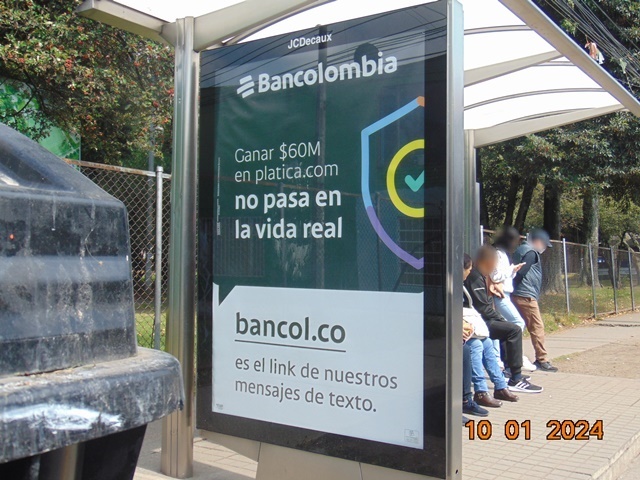 JCDecaux
Bancolombia
Ganar $60M
en platica.com
no pasa en
la vida real
bancol.co
es el link de nuestros
mensajes de texto.
10 01 2024